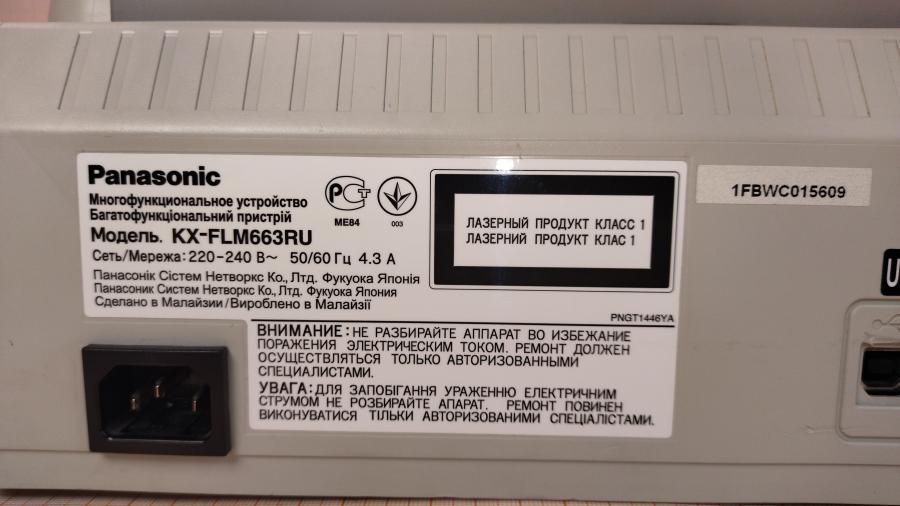 Panasonic
Многофункциональное устройство
Багатофункціональний пристрій
Модель. KX-FLM663RU
Сеть/Мережа: 220-240 В~ 50/60 Гц 4.3 А
Панасонік Сістем Нетворкс Ко., Лтд. Фукуока Японія
Панасоник Систем Нетворкс Ко., Лтд. Фукуока Япония
Сделано в Малайзии/Вироблено в Малайзії
РСТ
ME84
003
ЛАЗЕРНЫЙ ПРОДУКТ КЛАСС 1
ЛАЗЕРНИЙ ПРОДУКТ КЛАС 1
PNGT1446YA
1FBWC015609
U
ВНИМАНИЕ: НЕ РАЗБИРАЙТЕ АППАРАТ ВО ИЗБЕЖАНИЕ
ПОРАЖЕНИЯ ЭЛЕКТРИЧЕСКИМ ТОКОМ. РЕМОНТ ДОЛЖЕН
ОСУЩЕСТВЛЯТЬСЯ ТОЛЬКО АВТОРИЗОВАННЫМИ
СПЕЦИАЛИСТАМИ.
УВАГА: ДЛЯ ЗАПОБІГАННЯ УРАЖЕННЮ ЕЛЕКТРИЧНИМ
СТРУМОМ НЕ РОЗБИРАЙТЕ АПАРАТ. РЕМОНТ ПОВИНЕН
ВИКОНУВАТИСЯ ТІЛЬКИ АВТОРИЗОВАНИМИ СПЕЦІАЛІСТАМИ.